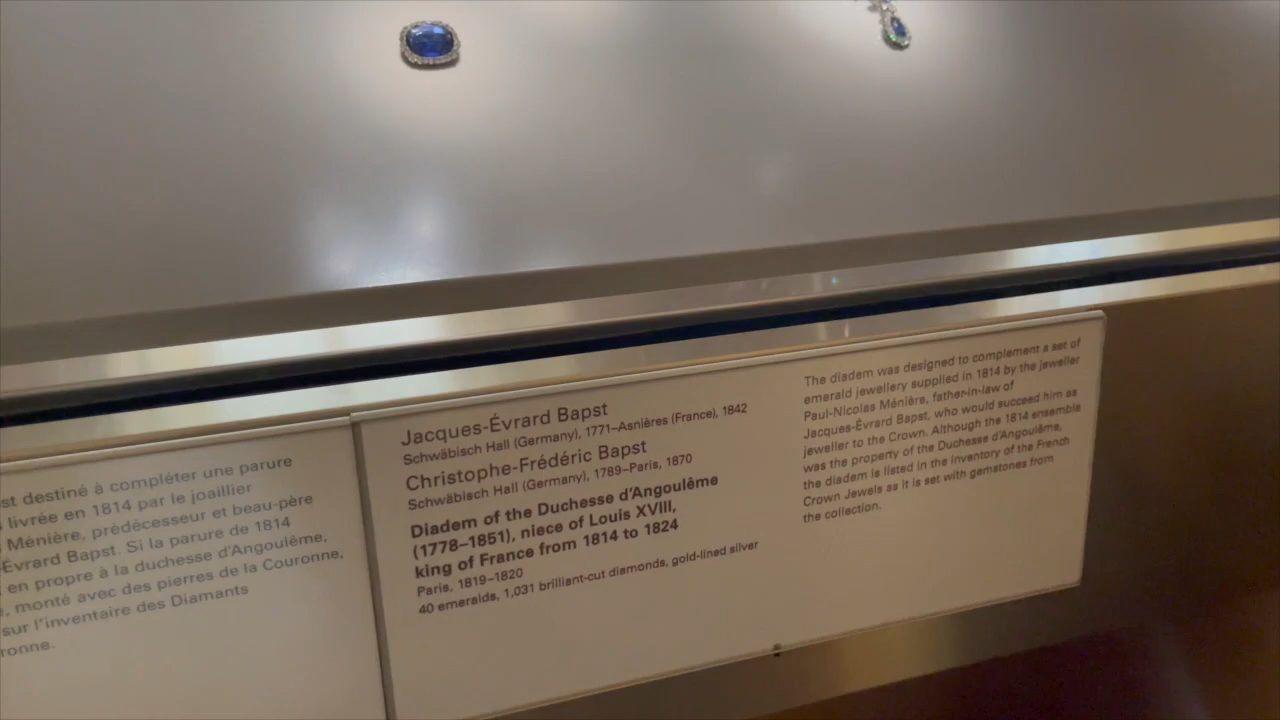 st destiné à compléter une parure
livrée en 1814 par le joaillier
Ménière, prédécesseur et beau-père
Évrard Bapst. Si la parure de 1814
en propre à la duchesse d'Angoulême,
, monté avec des pierres de la Couronne,
sur l'inventaire des Diamants
ronne.
Jacques-Évrard Bapst
Schwäbisch Hall (Germany), 1771–Asnières (France), 1842
Christophe-Frédéric Bapst
Schwäbisch Hall (Germany), 1789–Paris, 1870
Diadem of the Duchesse d'Angoulême
(1778–1851), niece of Louis XVIII,
king of France from 1814 to 1824
Paris, 1819–1820
40 emeralds, 1,031 brilliant-cut diamonds, gold-lined silver
The diadem was designed to complement a set of
emerald jewellery supplied in 1814 by the jeweller
Paul-Nicolas Ménière, father-in-law of
Jacques-Évrard Bapst, who would succeed him as
jeweller to the Crown. Although the 1814 ensemble
was the property of the Duchesse d'Angoulême,
the diadem is listed in the inventory of the French
Crown Jewels as it is set with gemstones from
the collection.